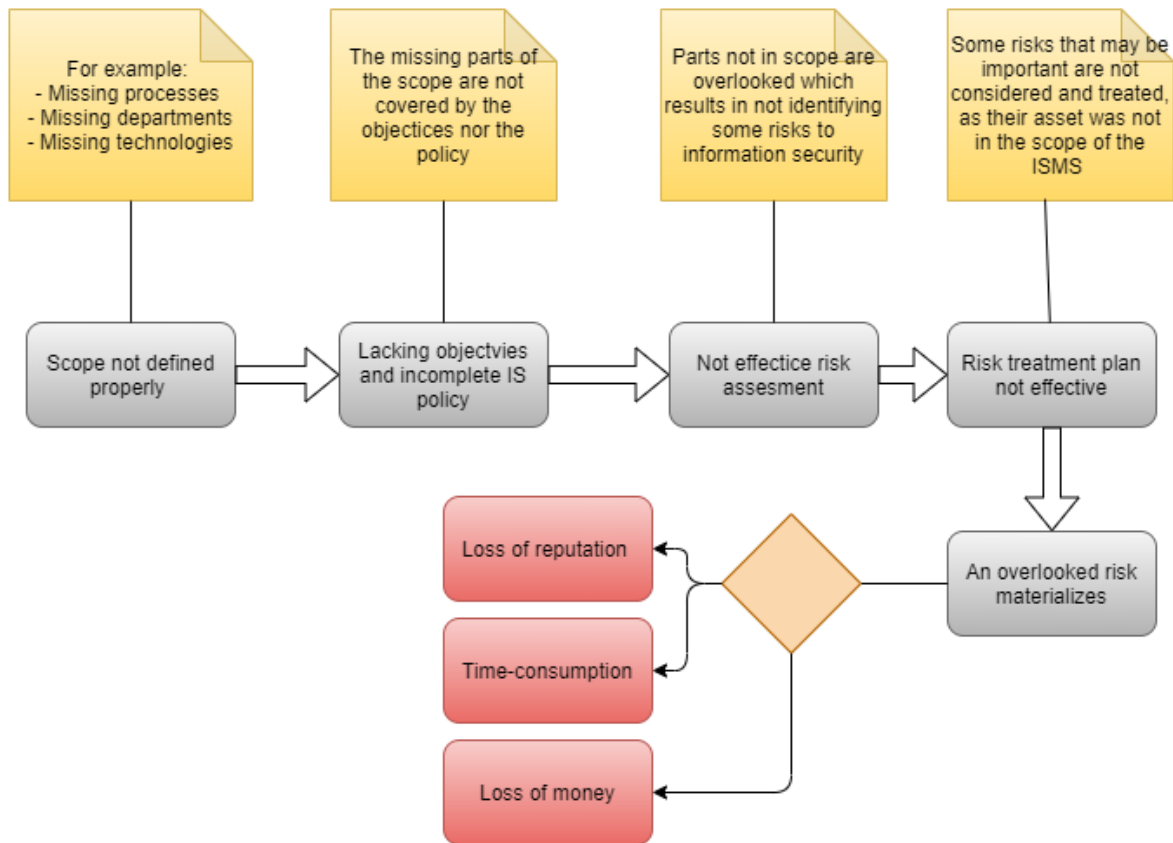 For example:
- Missing processes
- Missing departments
- Missing technologies
The missing parts of
the scope are not
covered by the
objectices nor the
policy
Parts not in scope are
overlooked which
results in not identifying
some risks to
information security
Some risks that may be
important are not
considered and treated,
as their asset was not
in the scope of the
ISMS
Scope not defined
properly
Lacking objectvies
and incomplete IS
policy
Not effectice risk
assesment
Risk treatment plan
not effective
An overlooked risk
materializes
Loss of reputation
Time-consumption
Loss of money